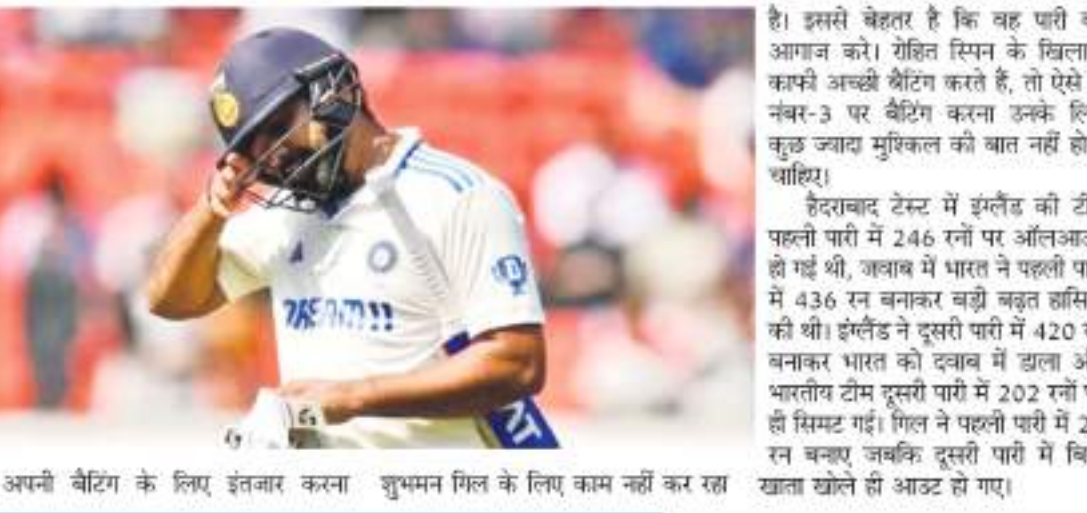 अपनी बैटिंग के लिए इंतजार करना
शुभमन गिल के लिए काम नहीं कर रहा
है। इससे बेहतर है कि वह पारी
आगाज करे। रोहित स्पिन के
काफी अच्छी बैटिंग करते हैं, तो ऐसे
नंबर-3 पर बैटिंग करना उनके
कुछ ज्यादा मुश्किल की बात नहीं
चाहिए।
हैदराबाद टेस्ट में इंग्लैंड की
पहली पारी में 246 रनों पर
हो गई थी, जवाब में भारत ने पहली
में 436 रन बनाकर बड़ी बढ़त
की थी। इंग्लैंड ने दूसरी पारी में 420
बनाकर भारत को दवाब में डाला
भारतीय टीम दूसरी पारी में 202 रनों
ही सिमट गई। गिल ने पहली पारी में
रन बनाए जबकि दूसरी पारी में
खाता खोले ही आउट हो गए।